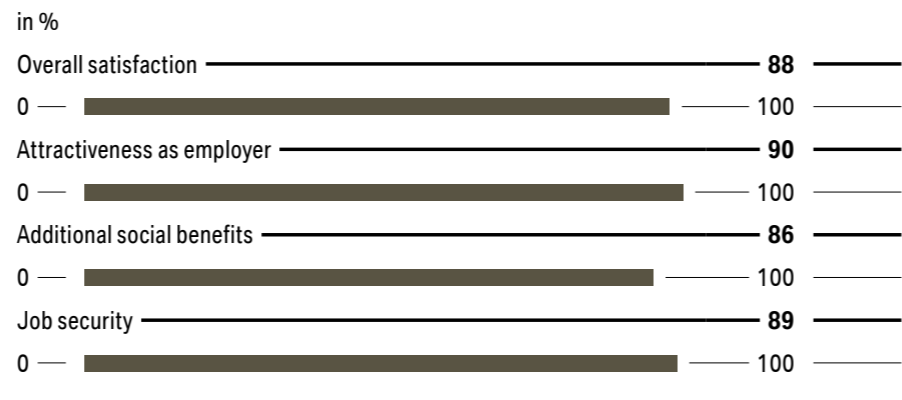 in %
Overall satisfaction 88
0 100
Attractiveness as employer 90
0 100
Additional social benefits 86
0 100
Job security 89
0 100